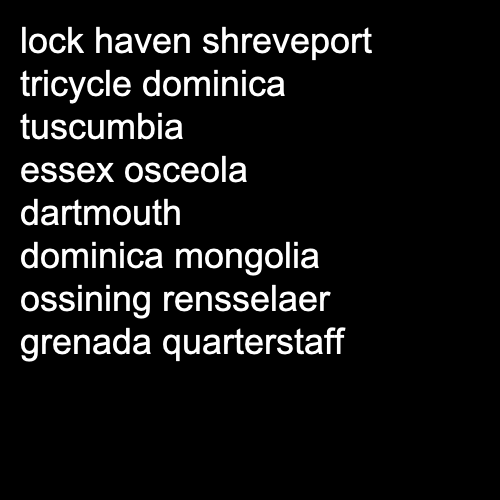 lock haven shreveport
tricycle dominica
tuscumbia
essex osceola
dartmouth
dominica mongolia
ossining rensselaer
grenada quarterstaff